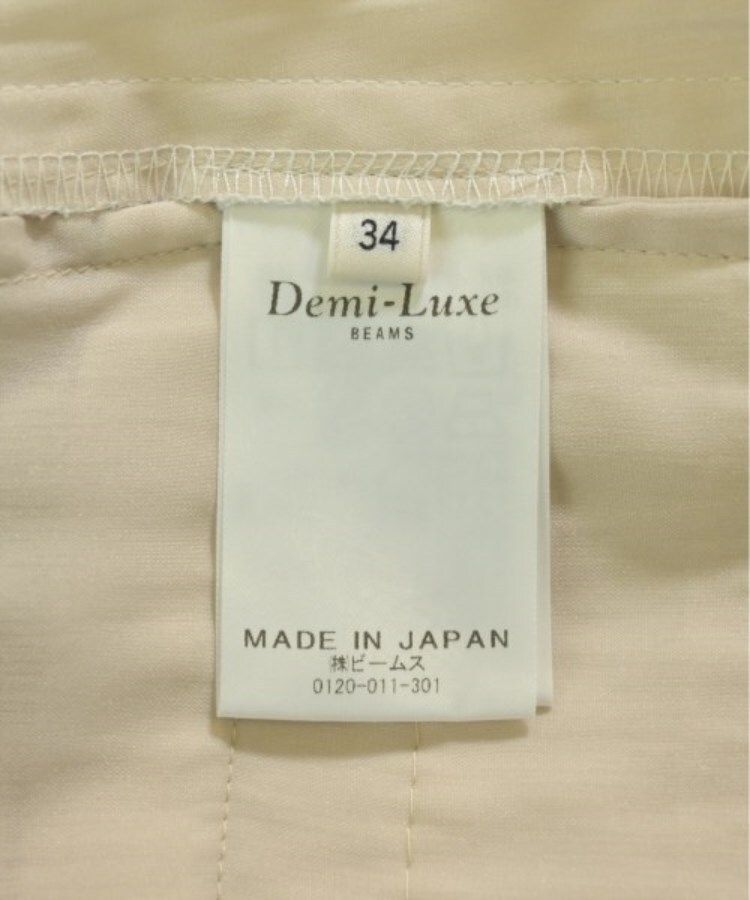 34
Demi-Luxe
BEAMS
MADE IN JAPAN
㈱ビームス
0120-011-301